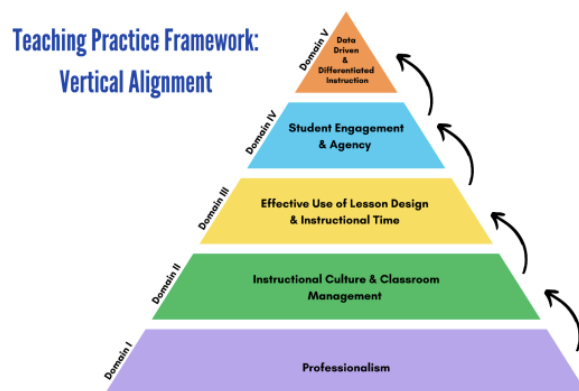 Teaching Practice Framework:
Vertical Alignment
Domain V
Data
Driven
&
Differentiated
Instruction
Domain IV
Student Engagement
& Agency
Domain III
Effective Use of Lesson Design
& Instructional Time
Domain II
Instructional Culture & Classroom
Management
Domain I
Professionalism